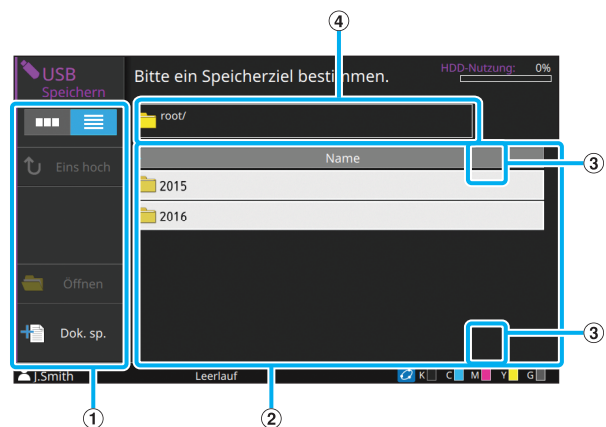 ④
USB
Speichern
Bitte ein Speicherziel bestimmen.
HDD-Nutzung: 0%
root/
Name
③
Eins hoch
2015
2016
Öffnen
Dok. sp.
③
J.Smith
Leerlauf
K C M Y G
①
②